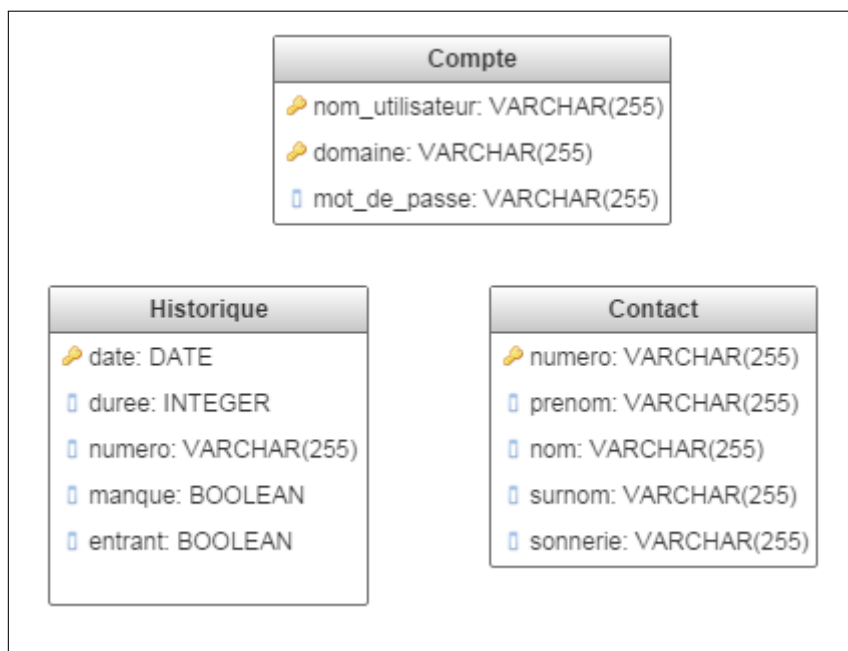 Compte
nom_utilisateur: VARCHAR(255)
domaine: VARCHAR(255)
mot_de_passe: VARCHAR(255)
Historique
date: DATE
duree: INTEGER
numero: VARCHAR(255)
manque: BOOLEAN
entrant: BOOLEAN
Contact
numero: VARCHAR(255)
prenom: VARCHAR(255)
nom: VARCHAR(255)
surnom: VARCHAR(255)
sonnerie: VARCHAR(255)